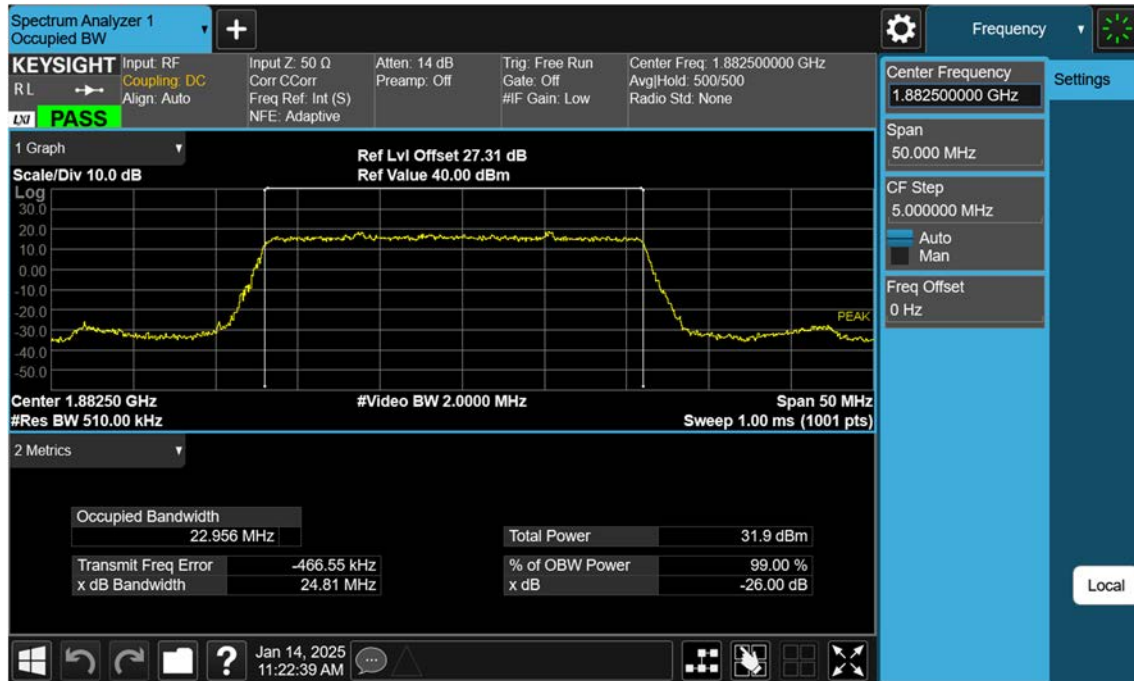 Spectrum Analyzer 1
Occupied BW
+
Frequency
KEYSIGHT
RL
LXI PASS
Input: RF
Coupling: DC
Align: Auto
Input Z: 50 Ω
Corr CCorr
Freq Ref: Int (S)
NFE: Adaptive
Atten: 14 dB
Preamp: Off
Trig: Free Run
Gate: Off
#IF Gain: Low
Center Freq: 1.882500000 GHz
Avg|Hold: 500/500
Radio Std: None
Center Frequency
1.882500000 GHz
Settings
Span
50.000 MHz
CF Step
5.000000 MHz
Auto
Man
Freq Offset
0 Hz
Local
1 Graph
Scale/Div 10.0 dB
Ref Lvl Offset 27.31 dB
Ref Value 40.00 dBm
Log
30.0
20.0
10.0
0.00
-10.0
-20.0
-30.0
-40.0
-50.0
PEAK
Center 1.88250 GHz
#Video BW 2.0000 MHz
Span 50 MHz
#Res BW 510.00 kHz
Sweep 1.00 ms (1001 pts)
2 Metrics
Occupied Bandwidth
22.956 MHz
Total Power 31.9 dBm
Transmit Freq Error -466.55 kHz
% of OBW Power 99.00 %
x dB Bandwidth 24.81 MHz
x dB -26.00 dB
?
Jan 14, 2025
11:22:39 AM